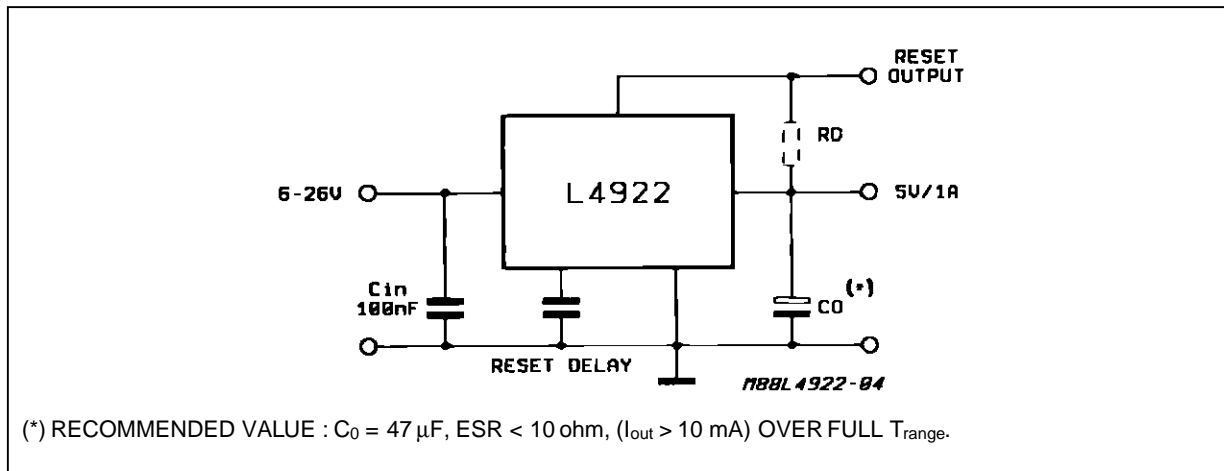 RESET
OUTPUT
RD
L4922
6-26V
5V/1A
Cin
100nF
(*)
CO
RESET DELAY
M88L4922-04
(*) RECOMMENDED VALUE : C₀ = 47 µF, ESR < 10 ohm, (Iout > 10 mA) OVER FULL Trange.